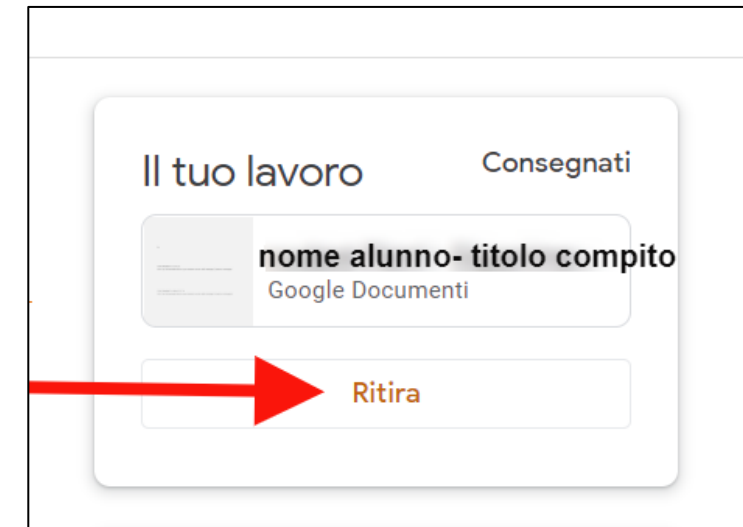 Il tuo lavoro
Consegnati
nome alunno- titolo compito
Google Documenti
Ritira